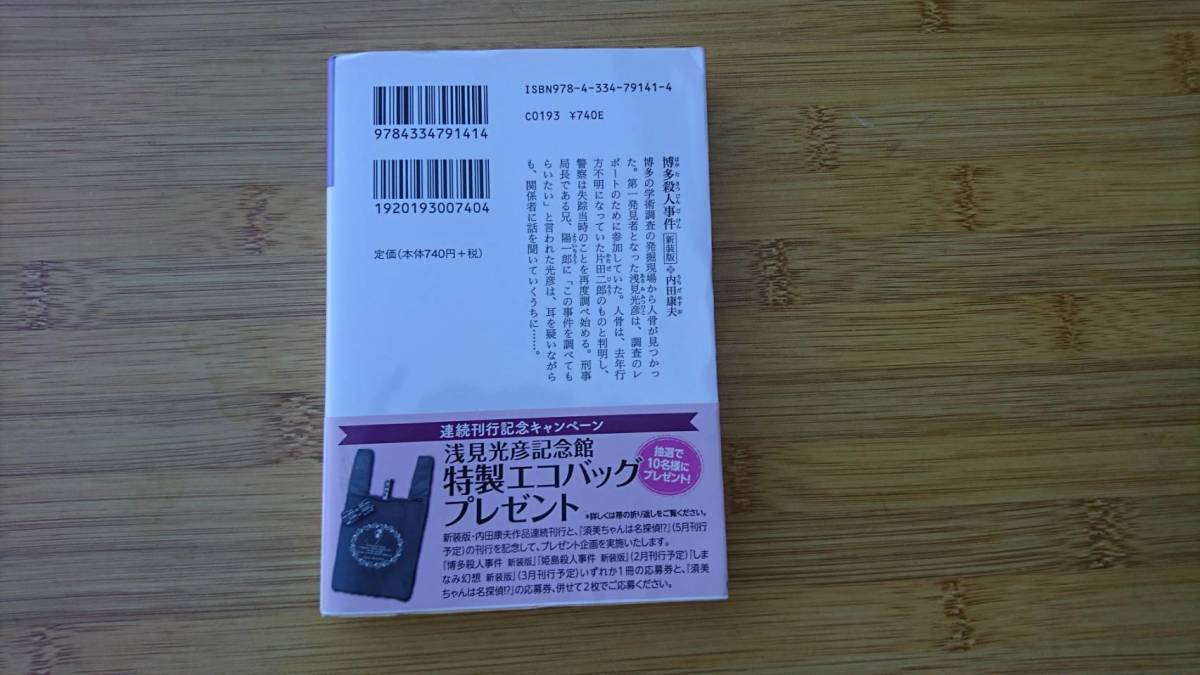 ISBN978-4-334-79141-4
C0193 ¥740E
9784334791414
1920193007404
定価(本体740円+税)
博多殺人事件[新装版]❖内田康夫
博多の学術調査の発掘現場から人骨が見つかっ
た。第一発見者となった浅見光彦は、調査のレ
ポートのために参加していた。人骨は、去年行
方不明になっていた片田二郎のものと判明し、
警察は失踪当時のことを再度調べ始める。刑事
局長である兄、陽一郎に「この事件を調べても
らいたい」と言われた光彦は、耳を疑いながら
も、関係者に話を聞いていくうちに……。
連続刊行記念キャンペーン
浅見光彦記念館
特製エコバッグ
プレゼント
抽選で
10名様に
プレゼント!
*詳しくは帯の折り返しをご覧ください。
新装版・内田康夫作品連続刊行と、『須美ちゃんは名探偵!?』(5月刊行
予定)の刊行を記念して、プレゼント企画を実施いたします。
『博多殺人事件 新装版』『姫島殺人事件 新装版』(2月刊行予定)『しま
なみ幻想 新装版』(3月刊行予定)いずれか1冊の応募券と、『須美
ちゃんは名探偵!?』の応募券、併せて2枚でご応募ください。